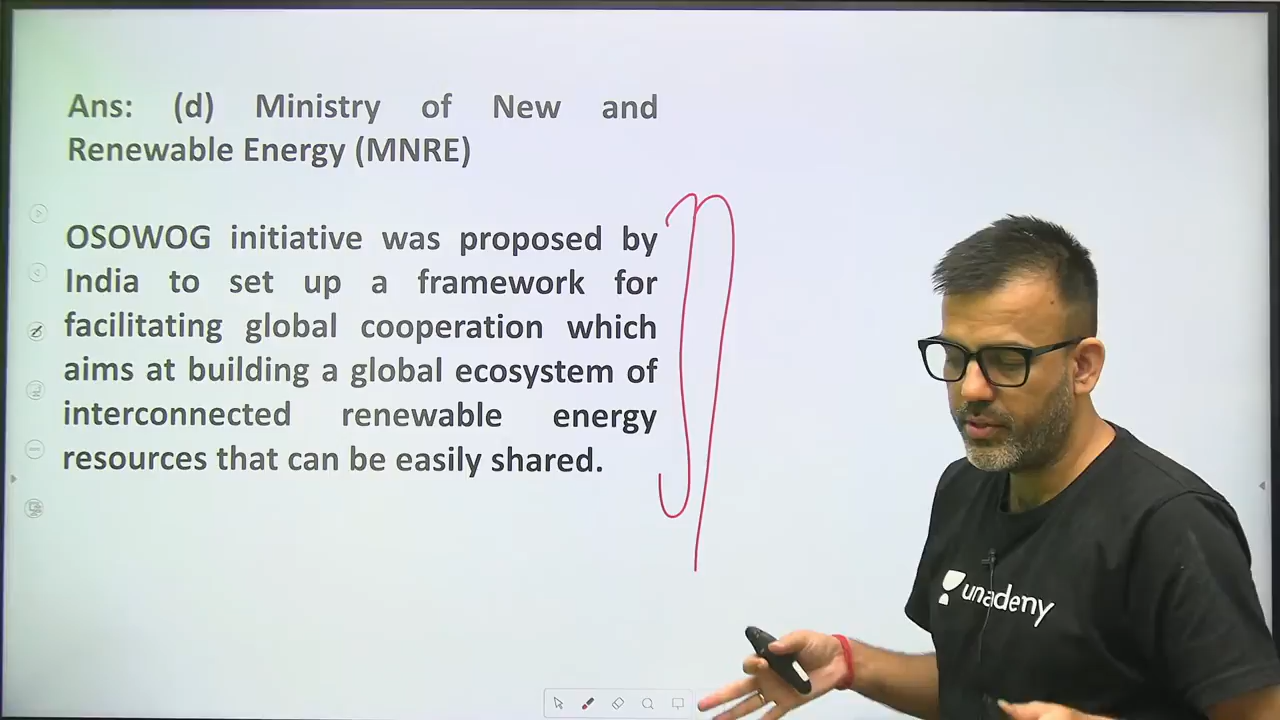 Ans: (d) Ministry of New and
Renewable Energy (MNRE)
OSOWOG initiative was proposed by
India to set up a framework for
facilitating global cooperation which
aims at building a global ecosystem of
interconnected renewable energy
resources that can be easily shared.
unacademy